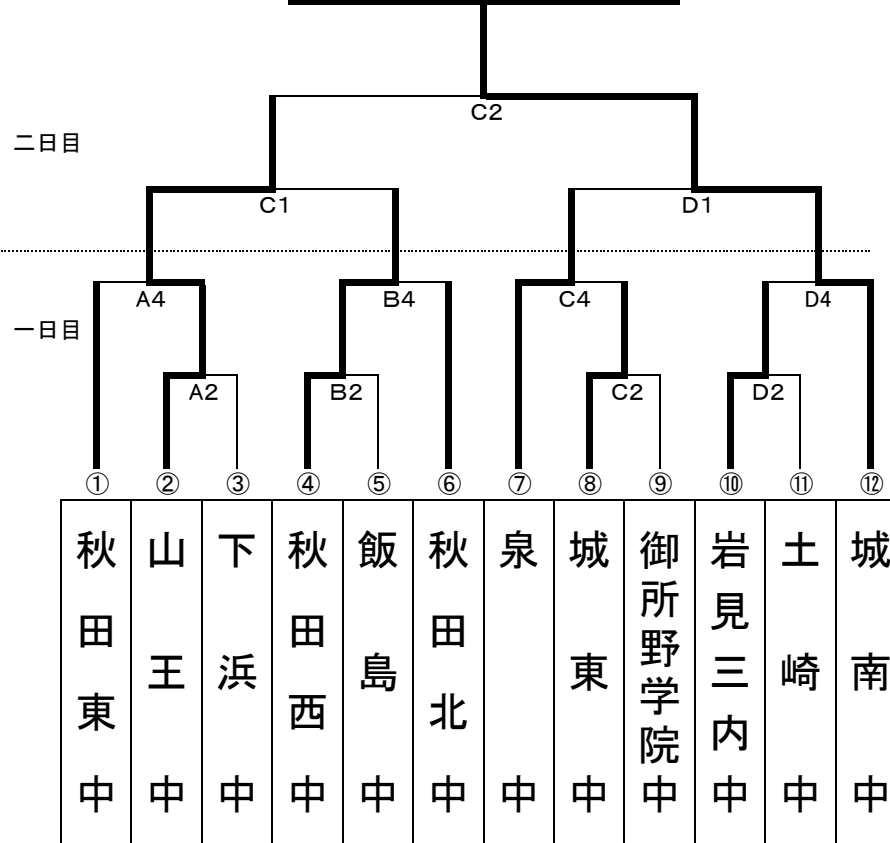 C2
二日目
C1
D1
A4
B4
C4
D4
一日目
A2
B2
C2
D2
①
②
③
④
⑤
⑥
⑦
⑧
⑨
⑩
⑪
⑫
秋田東中
山王中
下浜中
秋田西中
飯島中
秋田北中
泉中
城東中
御所野学院中
岩見三内中
土崎中
城南中